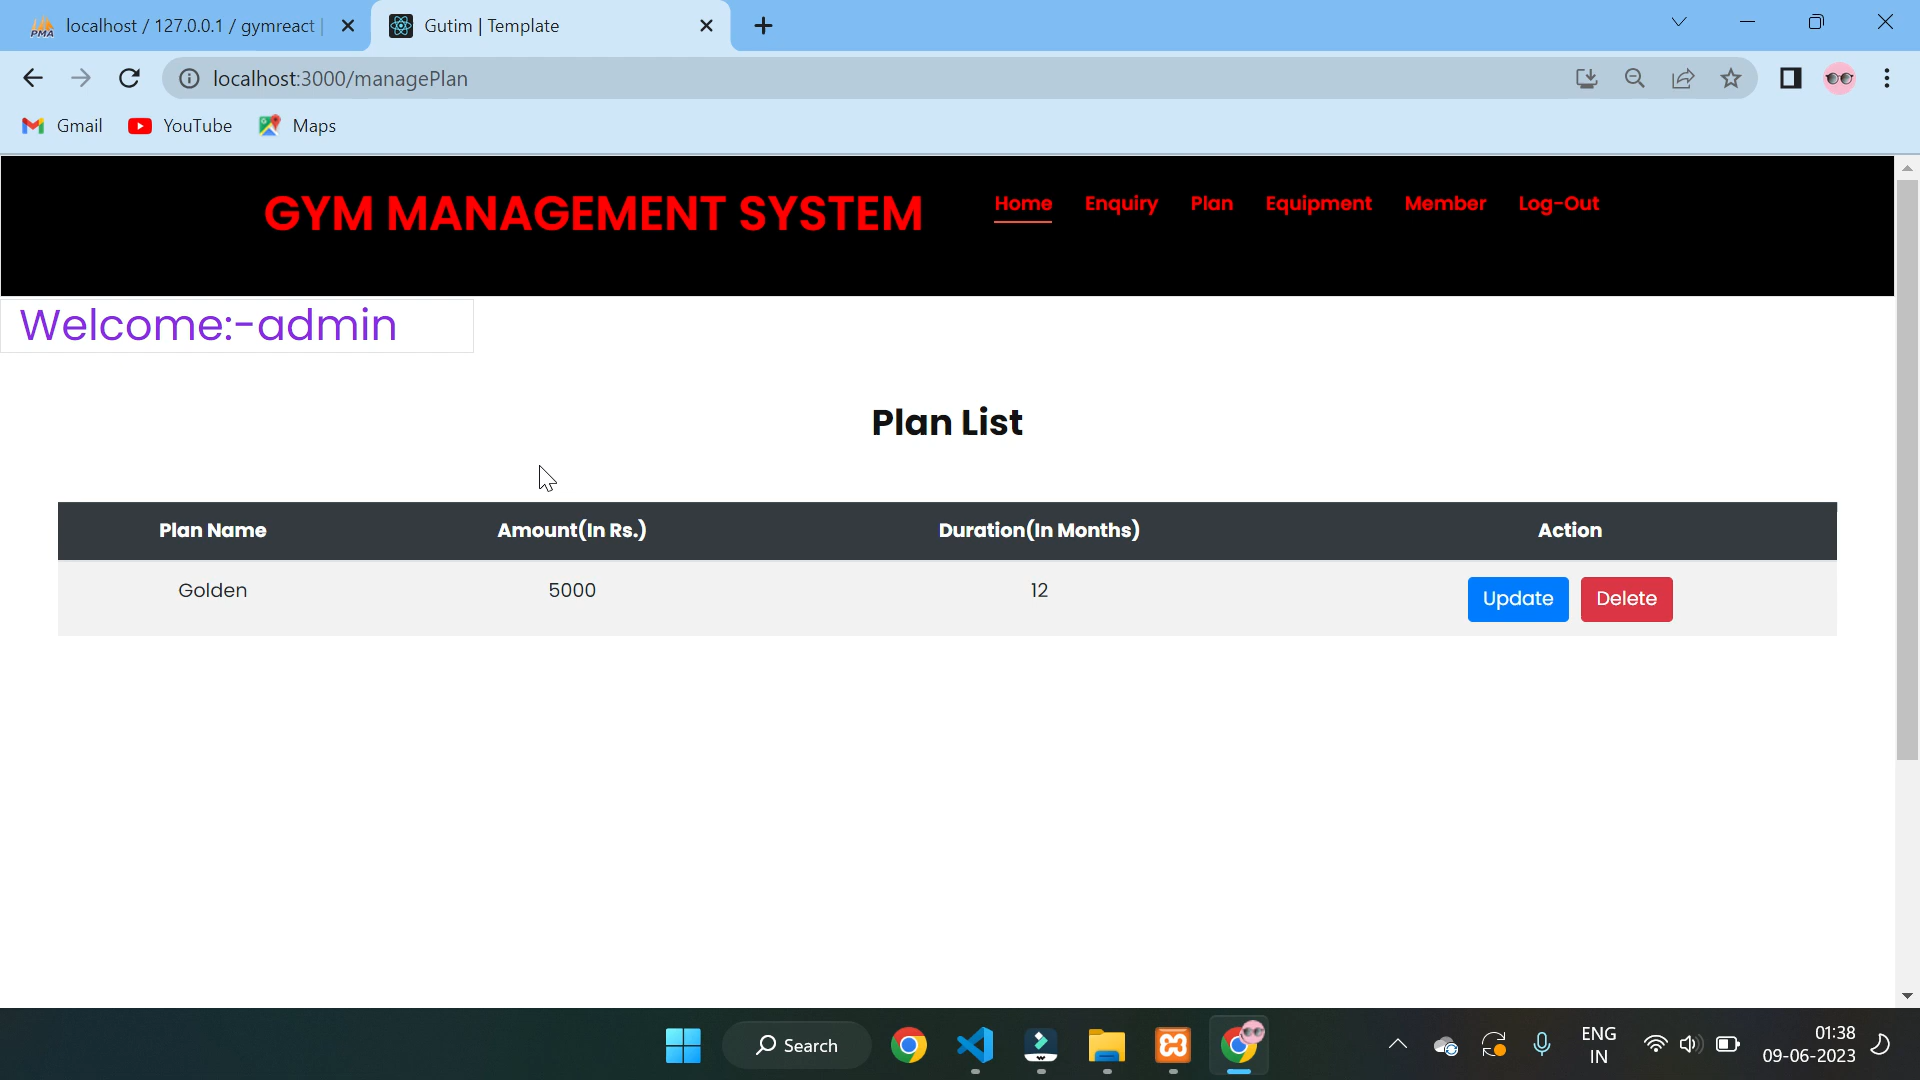 localhost / 127.0.0.1 / gymreact |
Gutim | Template
localhost:3000/managePlan
Gmail YouTube Maps
GYM MANAGEMENT SYSTEM Home Enquiry Plan Equipment Member Log-Out
Welcome:-admin
Plan List
Plan Name Amount(In Rs.) Duration(In Months) Action
Golden 5000 12 Update Delete
Search
ENG
IN
01:38
09-06-2023